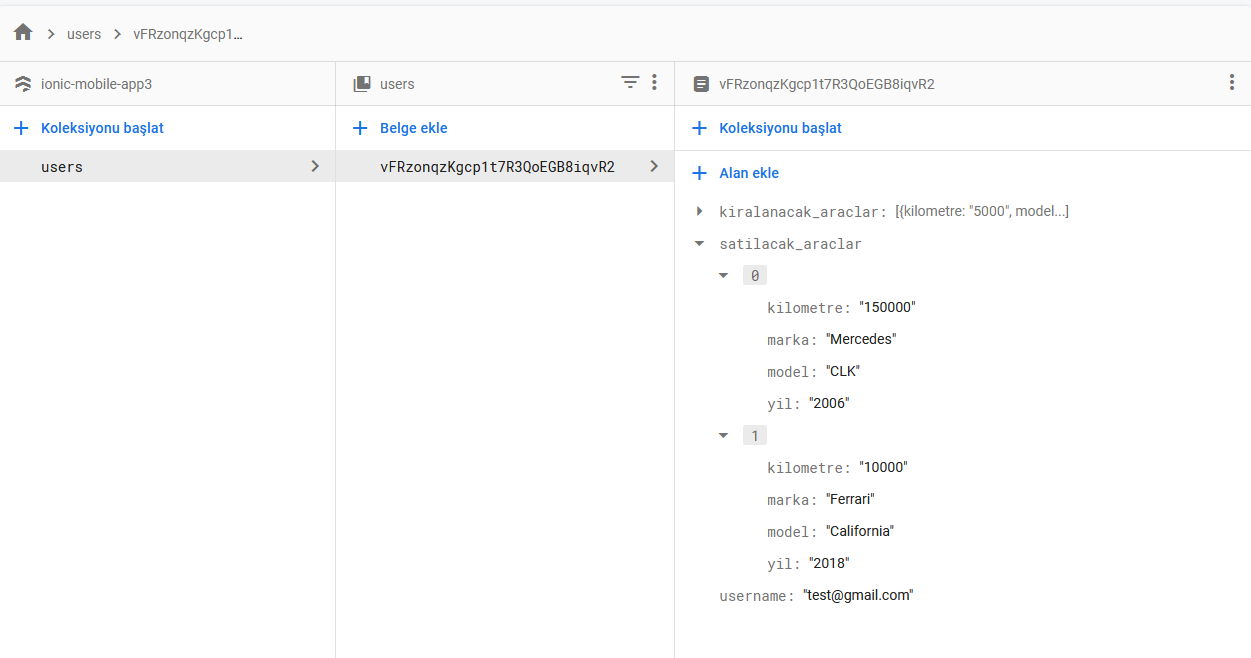 users
vFRzonqzKgcp1...
ionic-mobile-app3
users
vFRzonqzKgcp1t7R3QoEGB8iqvR2
Koleksiyonu başlat
Belge ekle
Koleksiyonu başlat
users
vFRzonqzKgcp1t7R3QoEGB8iqvR2
Alan ekle
kiralanacak_araclar: [{kilometre: "5000", model...]
satilacak_araclar
0
kilometre: "150000"
marka: "Mercedes"
model: "CLK"
yil: "2006"
1
kilometre: "10000"
marka: "Ferrari"
model: "California"
yil: "2018"
username: "test@gmail.com"